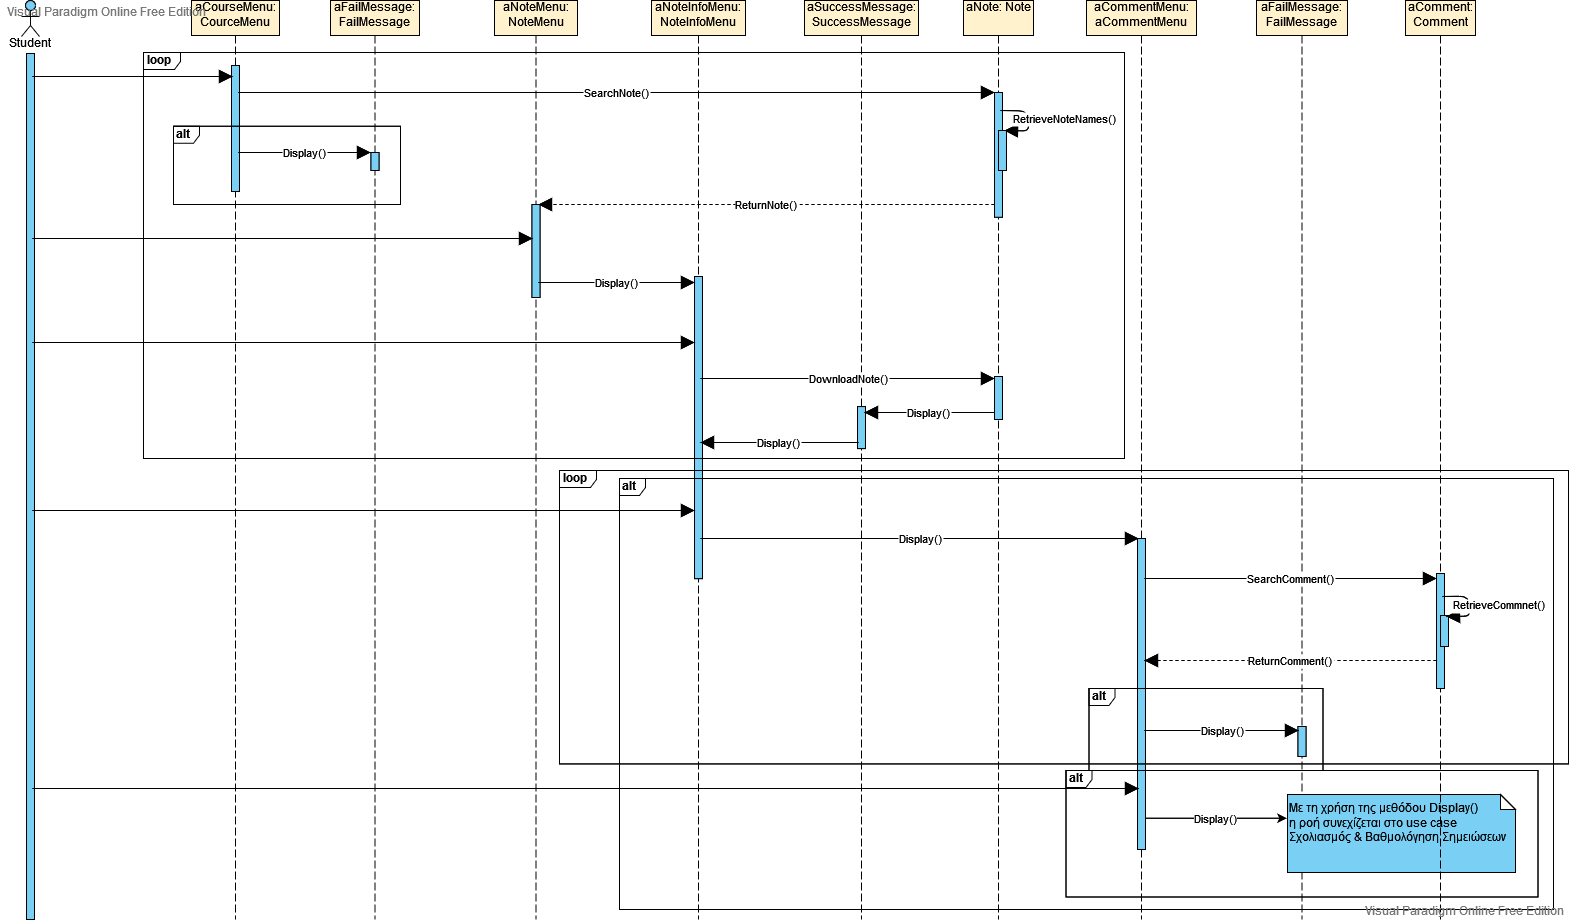 Visual Paradigm Online Free Edition
Student
aCourseMenu:
CourceMenu
aFailMessage:
FailMessage
aNoteMenu:
NoteMenu
aNoteInfoMenu:
NoteInfoMenu
aSuccessMessage:
SuccessMessage
aNote: Note
aCommentMenu:
aCommentMenu
aFailMessage:
FailMessage
aComment:
Comment
loop
SearchNote()
RetrieveNoteNames()
alt
Display()
ReturnNote()
Display()
DownloadNote()
Display()
Display()
loop
alt
Display()
SearchComment()
RetrieveCommnet()
ReturnComment()
alt
Display()
alt
Display()
Με τη χρήση της μεθόδου Display()
η ροή συνεχίζεται στο use case
Σχολιασμός & Βαθμολόγηση Σημειώσεων
Visual Paradigm Online Free Edition